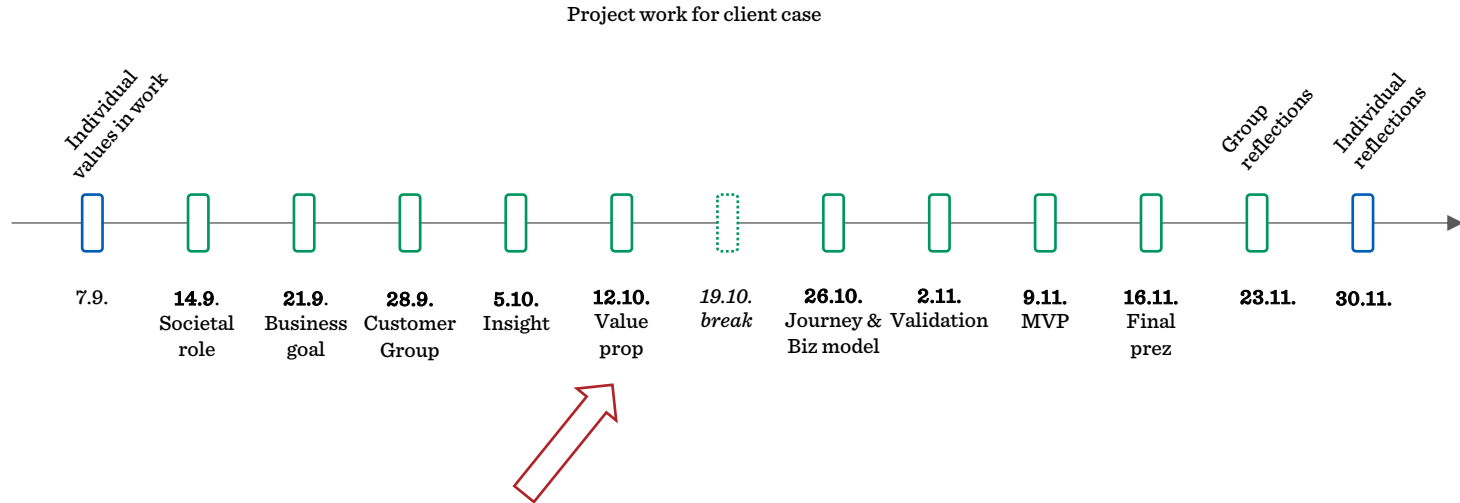 Project work for client case
Individual
values in work
Group
reflections
Individual
reflections
7.9.
14.9.
Societal
role
21.9.
Business
goal
28.9.
Customer
Group
5.10.
Insight
12.10.
Value
prop
19.10.
break
26.10.
Journey &
Biz model
2.11.
Validation
9.11.
MVP
16.11.
Final
prez
23.11.
30.11.